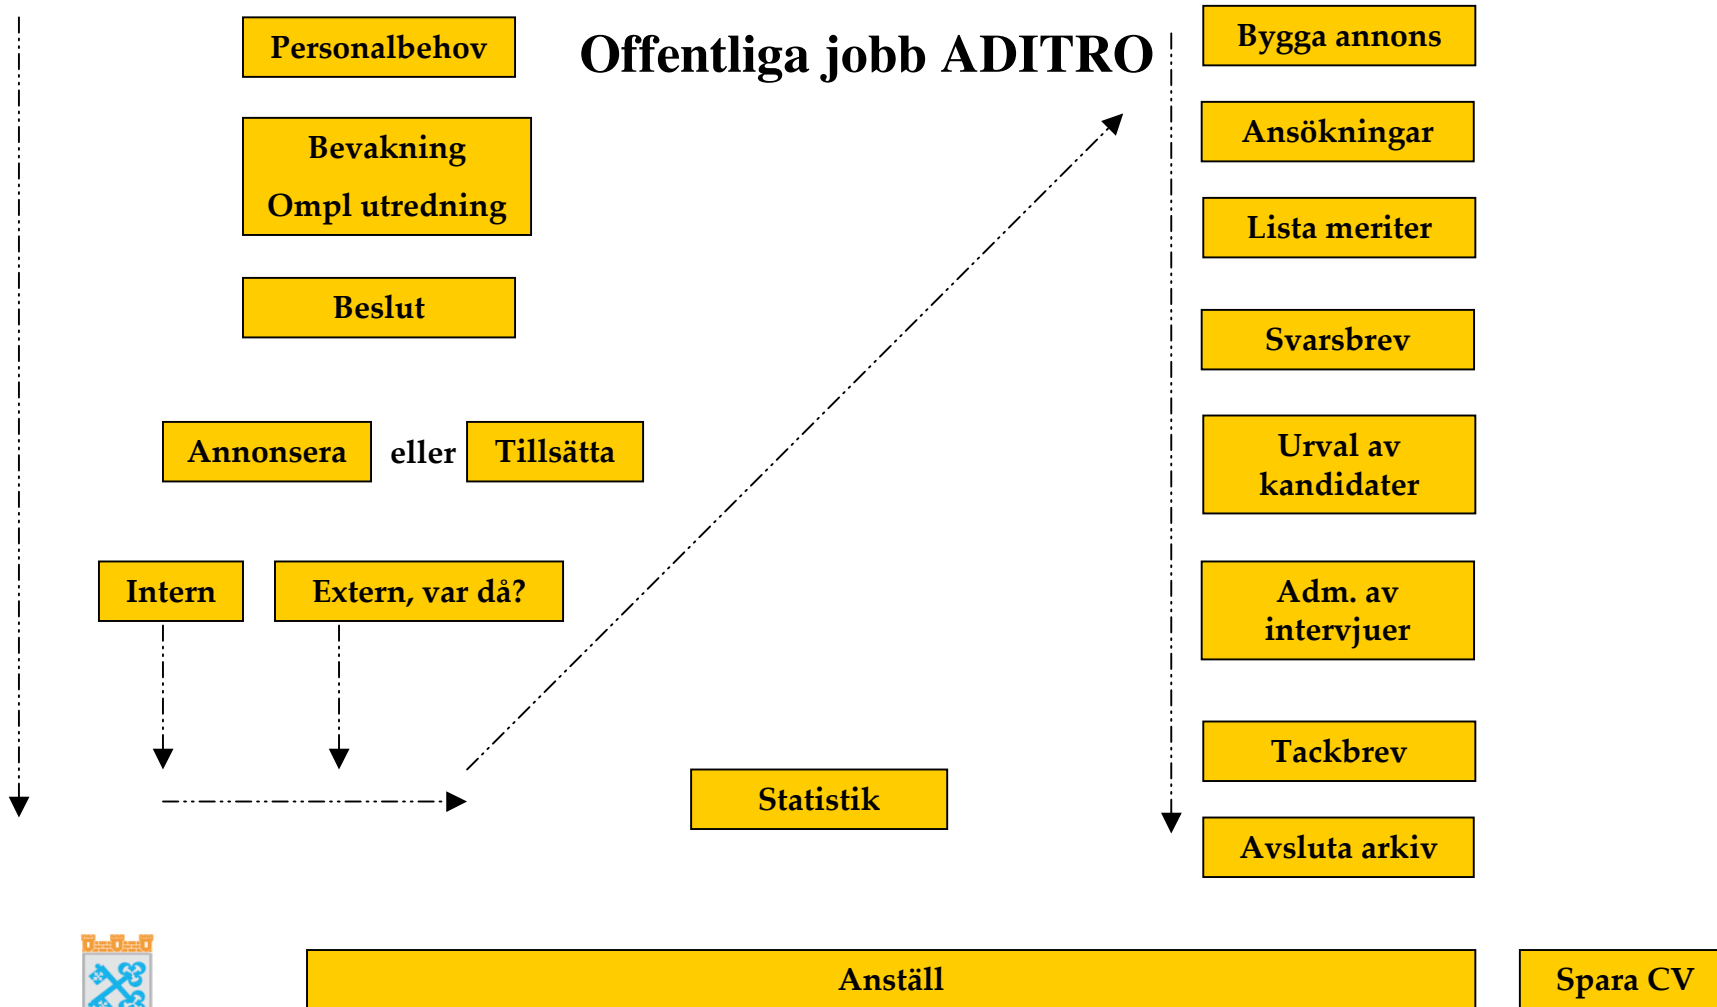 Offentliga jobb ADITRO
Personalbehov
Bevakning
Ompl utredning
Beslut
Annonsera eller Tillsätta
Intern
Extern, var då?
Statistik
Bygga annons
Ansökningar
Lista meriter
Svarsbrev
Urval av
kandidater
Adm. av
intervjuer
Tackbrev
Avsluta arkiv
Anställ
Spara CV